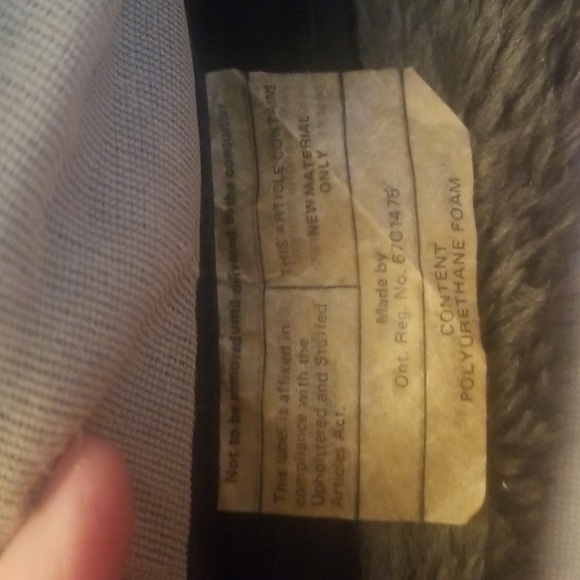 Not to be removed until delivered to the consumer
This label is affixed in
compliance with the
Upholstered and Stuffed
Articles Act.
THIS ARTICLE CONTAINS
NEW MATERIAL
ONLY
Made by
Ont. Reg. No. 67C1475
CONTENT
POLYURETHANE FOAM